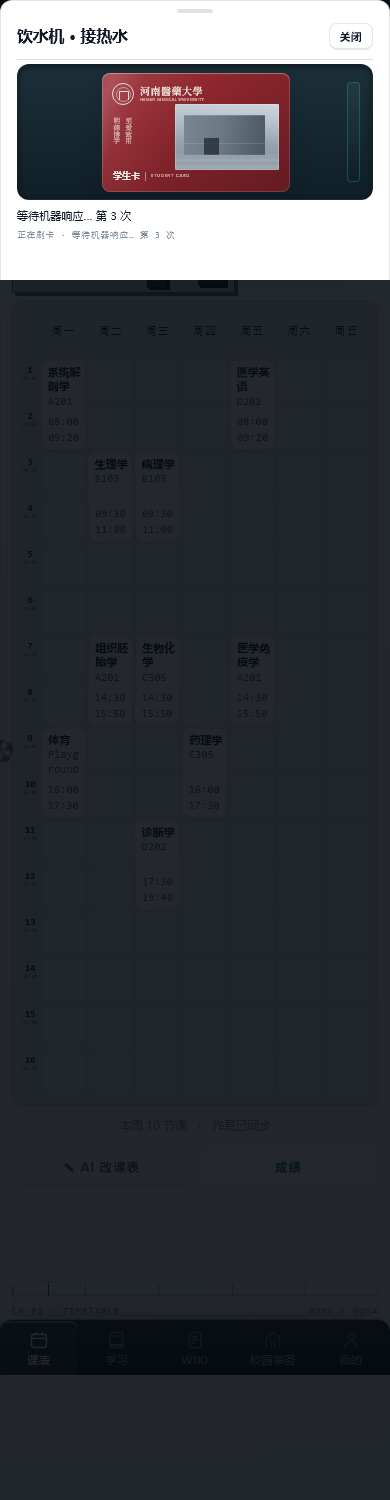 饮水机 • 接热水
关闭
河南醫藥大學
HENAN MEDICAL UNIVERSITY
明德博学
至爱致用
学生卡 | STUDENT CARD
等待机器响应… 第 3 次
正在刷卡 · 等待机器响应… 第 3 次
周一 周二 周三 周四 周五 周六 周日
1
系统解剖学
A201
08:00
09:20
医学英语
D201
08:00
09:20
2
3
生理学
B103
09:30
11:00
病理学
B103
09:30
11:00
4
5
6
7
组织胚胎学
A201
14:30
15:50
生物化学
C305
14:30
15:50
医学免疫学
A201
14:30
15:50
8
9
体育
Playground
16:00
17:30
药理学
C305
16:00
17:30
10
11
诊断学
D202
17:30
19:40
12
13
14
15
16
本周 10 节课 · 作息已同步
AI 改课表
成绩
CH 01 · TIMETABLE
课表
学习
WIKI
校园事务
我的